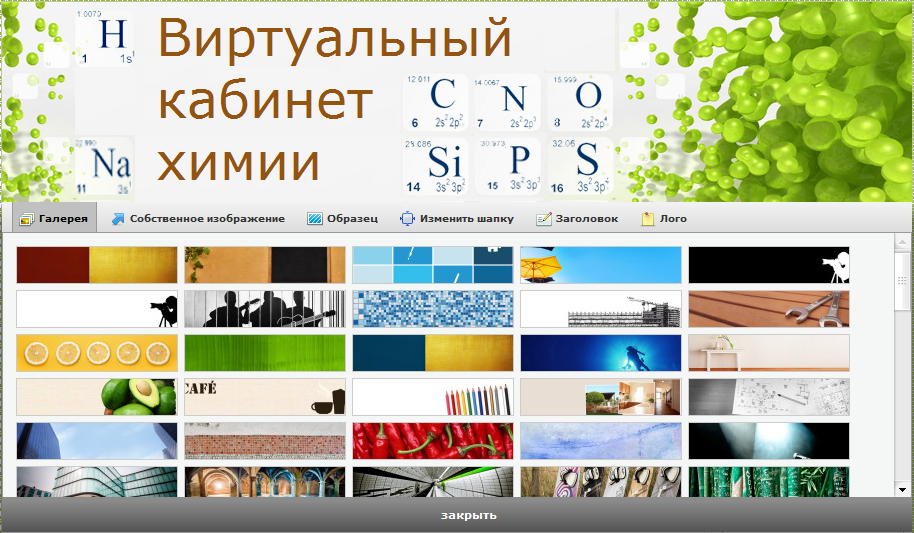 1.0079
H
1 1s¹
Виртуальный
кабинет
химии
12.011
C
6 2s²2p²
14.0067
N
7 2s²2p³
15.999
O
8 2s²2p⁴
22.990
Na
11 3s¹
28.086
Si
14 3s²3p²
30.973
P
15 3s²3p³
32.06
S
16 3s²3p⁴
Галерея Собственное изображение Образец Изменить шапку Заголовок Лого
CAFÉ
закрыть